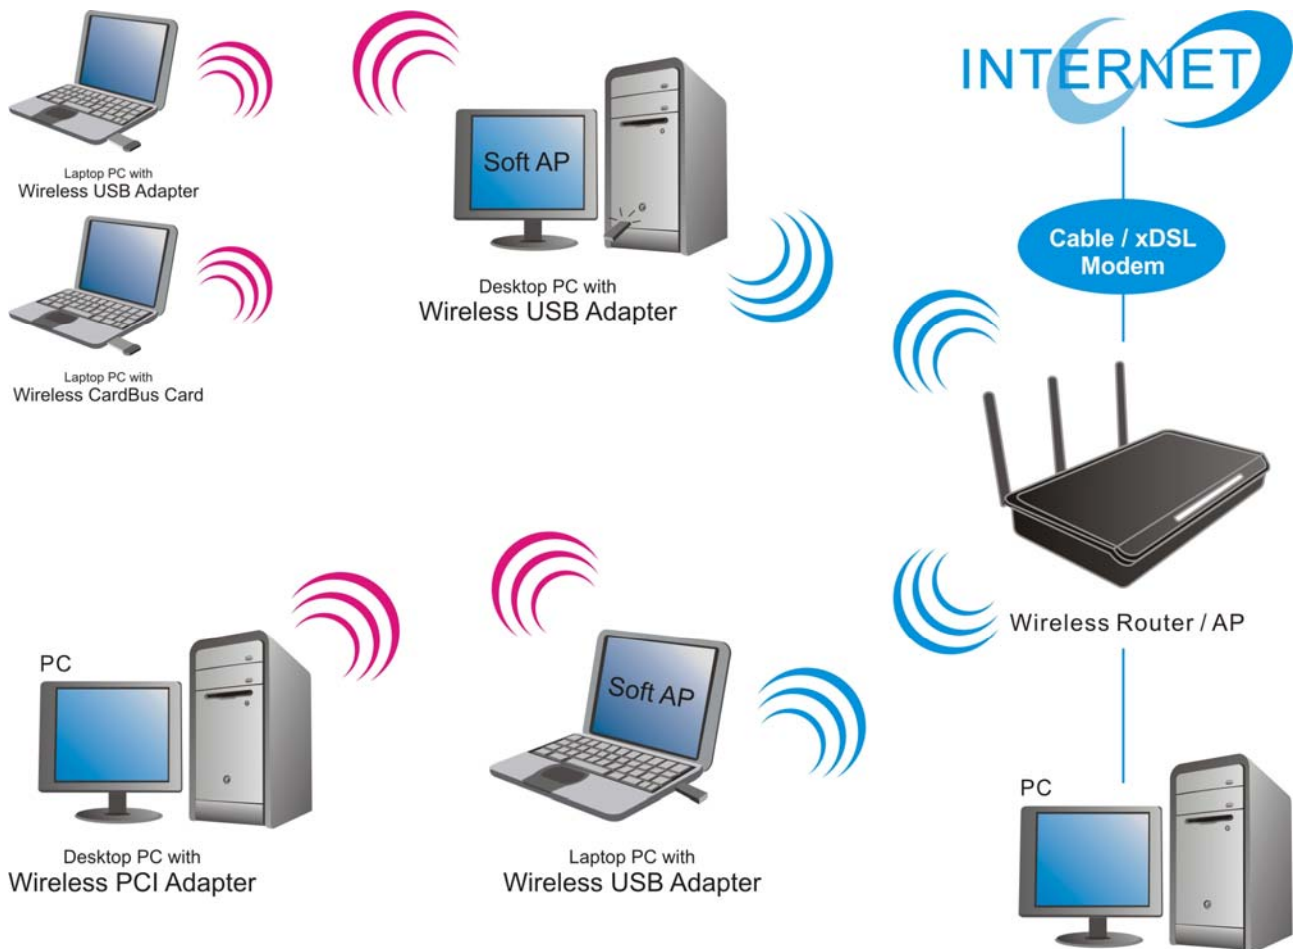 INTERNET
Cable / xDSL
Modem
Soft AP
Desktop PC with
Wireless USB Adapter
Laptop PC with
Wireless USB Adapter
Laptop PC with
Wireless CardBus Card
Wireless Router / AP
PC
Desktop PC with
Wireless PCI Adapter
Soft AP
Laptop PC with
Wireless USB Adapter
PC